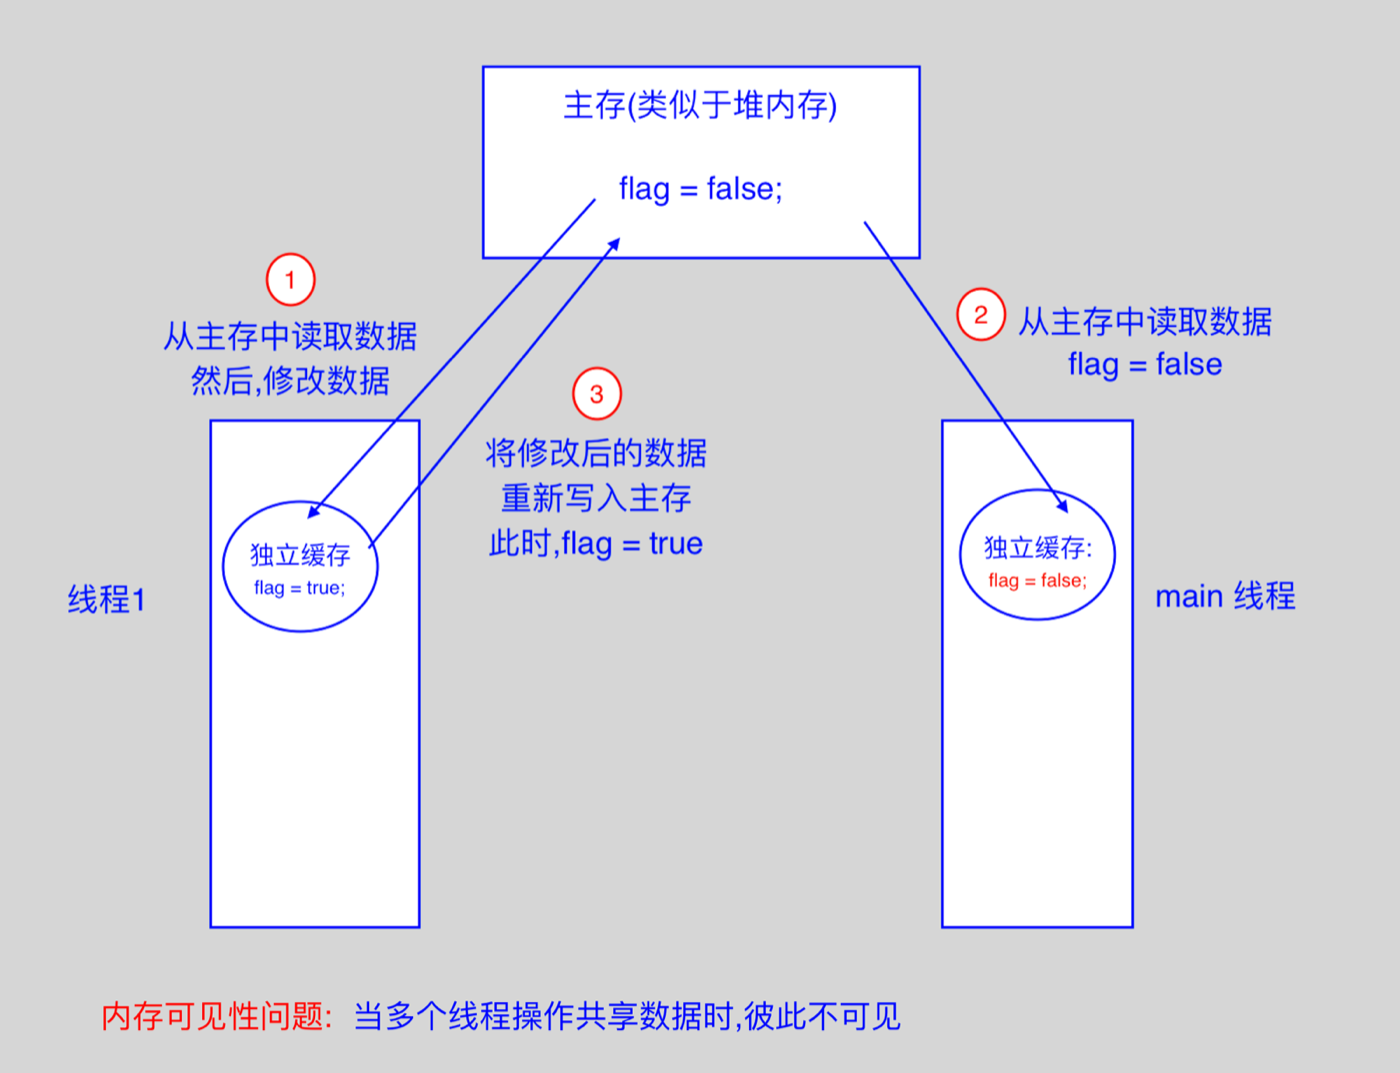 主存(类似于堆内存)
flag = false;
1
从主存中读取数据
然后,修改数据
2
从主存中读取数据
flag = false
3
将修改后的数据
重新写入主存
此时,flag = true
线程1
独立缓存
flag = true;
独立缓存:
flag = false;
main 线程
内存可见性问题: 当多个线程操作共享数据时,彼此不可见